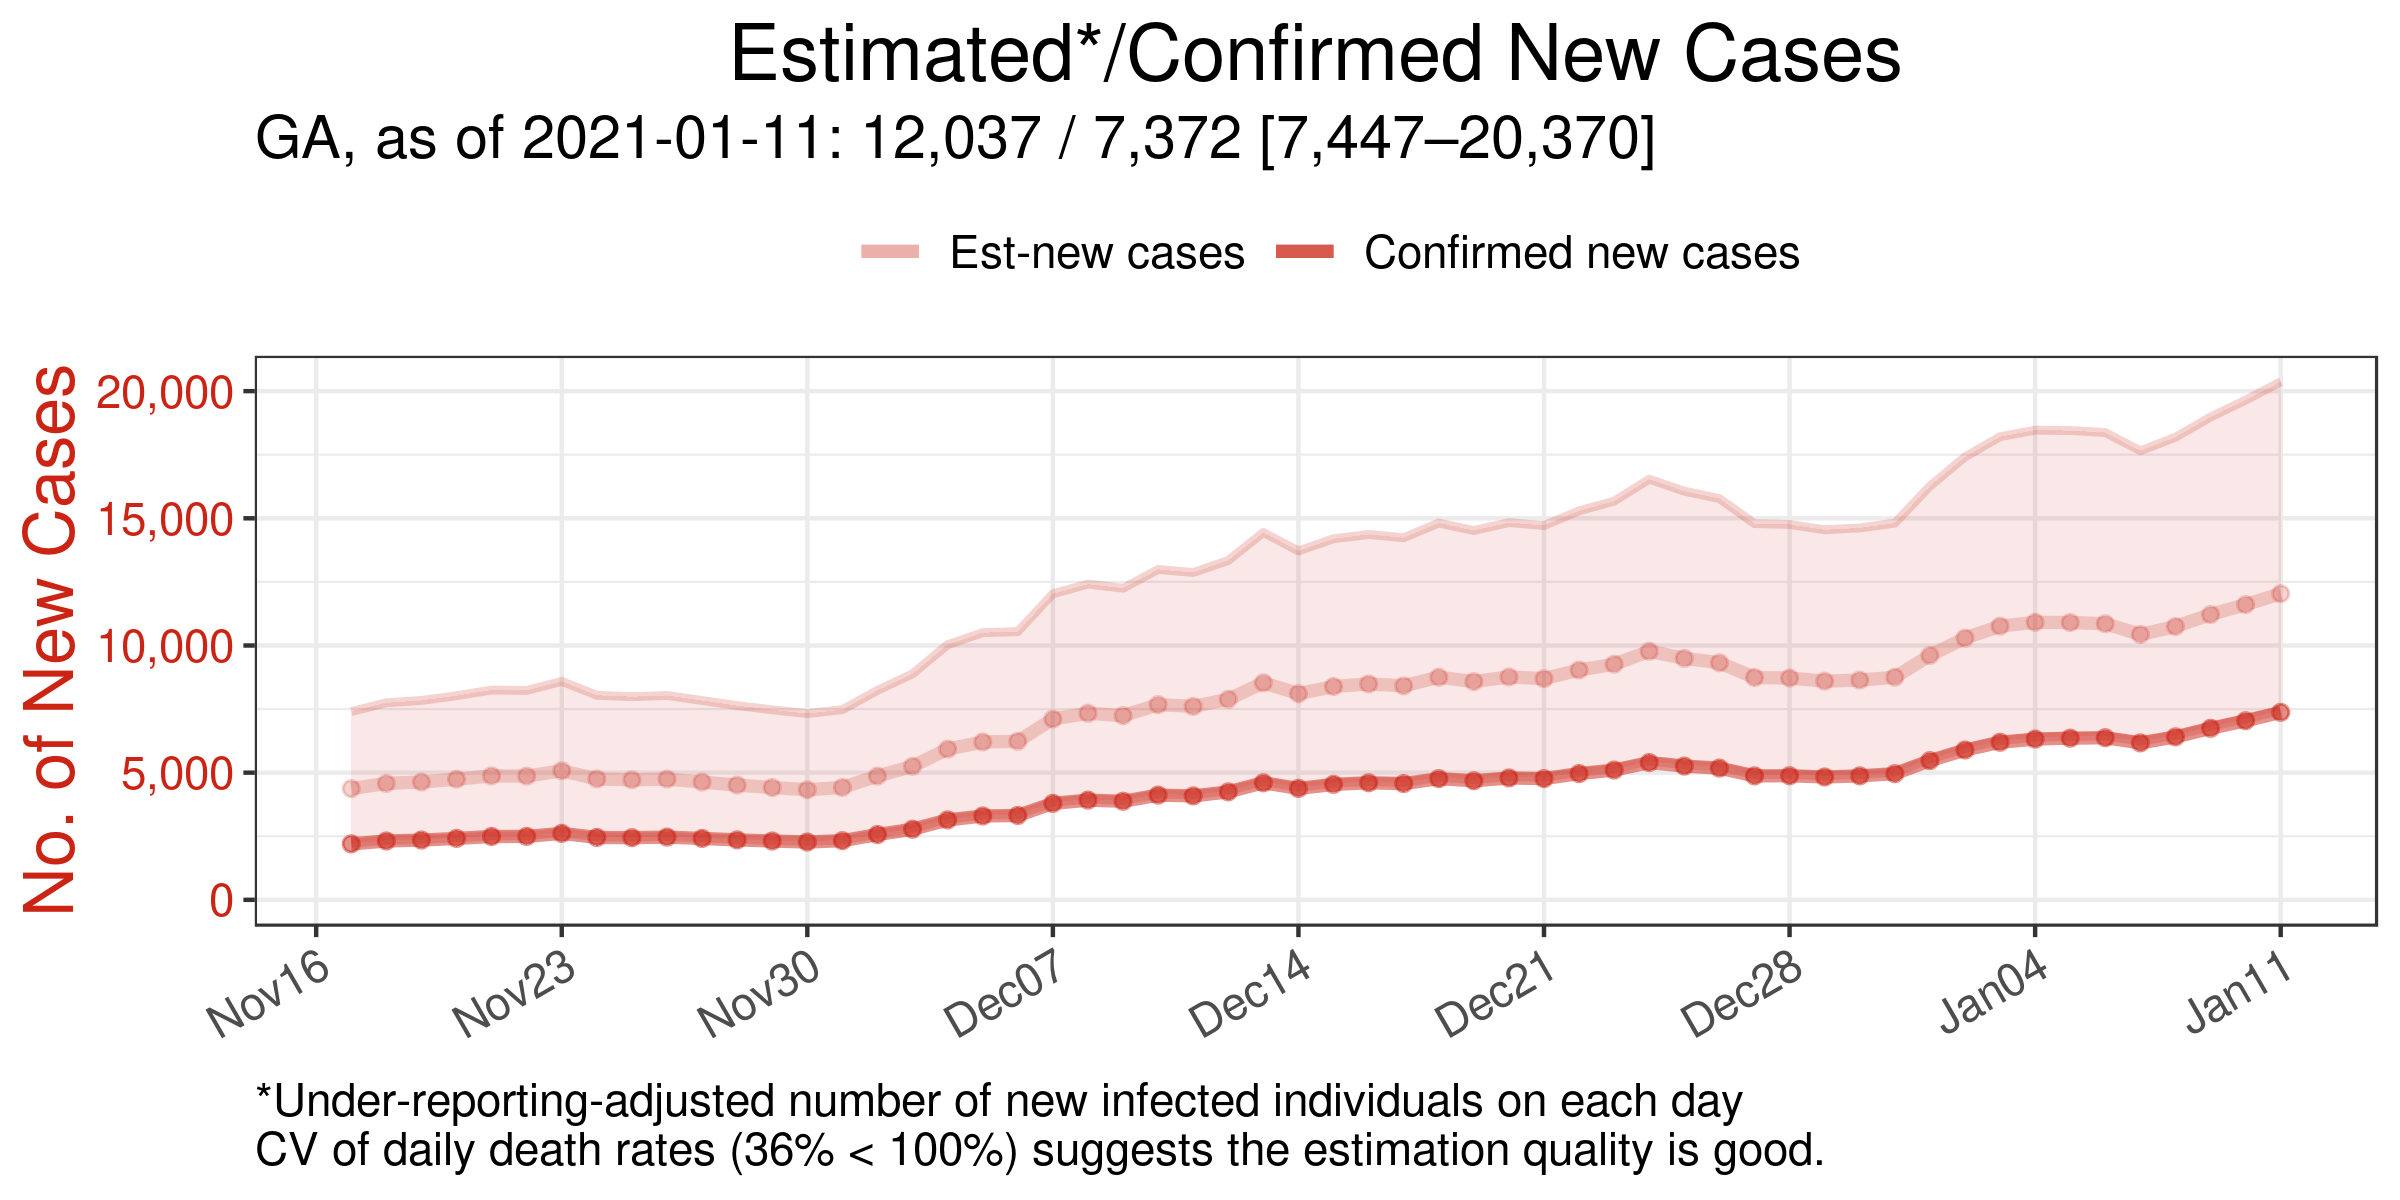 Estimated*/Confirmed New Cases
GA, as of 2021-01-11: 12,037 / 7,372 [7,447–20,370]
Est-new cases
Confirmed new cases
No. of New Cases
20,000
15,000
10,000
5,000
0
Nov16
Nov23
Nov30
Dec07
Dec14
Dec21
Dec28
Jan04
Jan11
*Under-reporting-adjusted number of new infected individuals on each day
CV of daily death rates (36% < 100%) suggests the estimation quality is good.